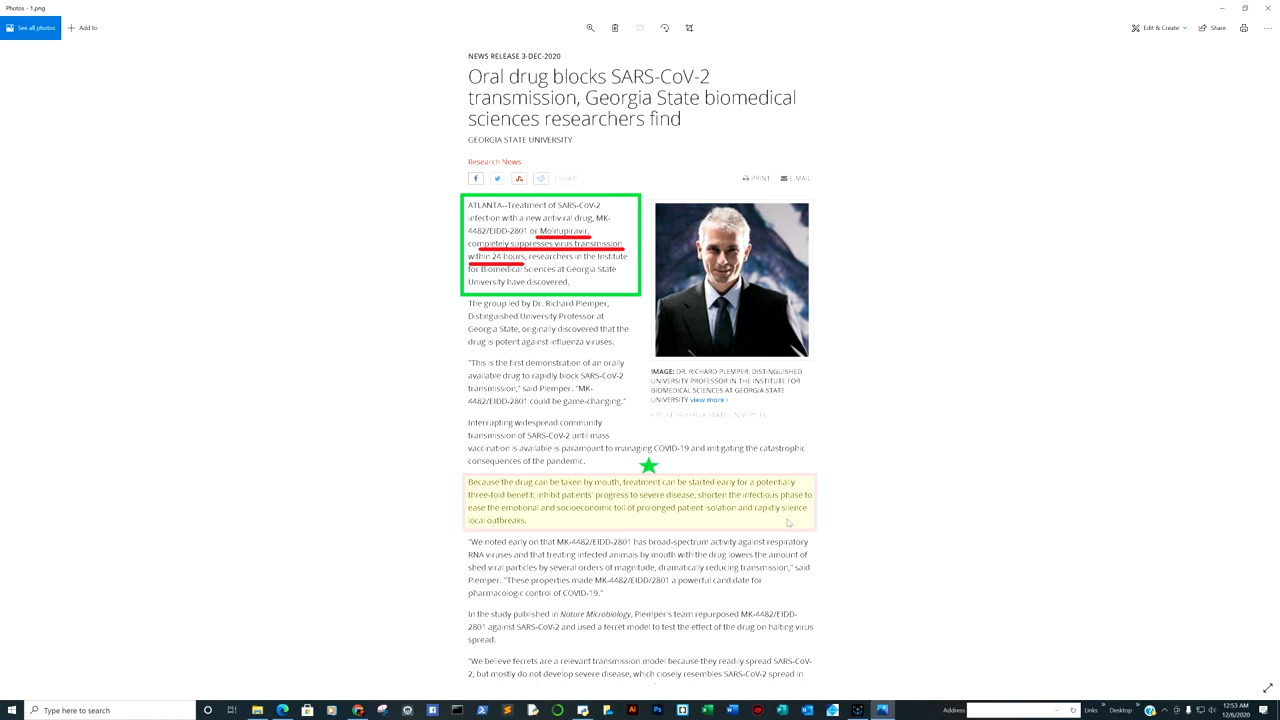 Photos - 1.png
See all photos
Add to
Edit & Create
Share
NEWS RELEASE 3-DEC-2020
Oral drug blocks SARS-CoV-2
transmission, Georgia State biomedical
sciences researchers find
GEORGIA STATE UNIVERSITY
Research News
SHARE
PRINT
E-MAIL
ATLANTA--Treatment of SARS-CoV-2
infection with a new antiviral drug, MK-
4482/EIDD-2801 or Molnupiravir,
completely suppresses virus transmission
within 24 hours, researchers in the Institute
for Biomedical Sciences at Georgia State
University have discovered.
The group led by Dr. Richard Plemper,
Distinguished University Professor at
Georgia State, originally discovered that the
drug is potent against influenza viruses.
"This is the first demonstration of an orally
available drug to rapidly block SARS-CoV-2
transmission," said Plemper. "MK-
4482/EIDD-2801 could be game-changing."
IMAGE: DR. RICHARD PLEMPER, DISTINGUISHED
UNIVERSITY PROFESSOR IN THE INSTITUTE FOR
BIOMEDICAL SCIENCES AT GEORGIA STATE
UNIVERSITY view more >
CREDIT: GEORGIA STATE UNIVERSITY
Interrupting widespread community
transmission of SARS-CoV-2 until mass
vaccination is available is paramount to managing COVID-19 and mitigating the catastrophic
consequences of the pandemic.
Because the drug can be taken by mouth, treatment can be started early for a potentially
three-fold benefit: inhibit patients' progress to severe disease, shorten the infectious phase to
ease the emotional and socioeconomic toll of prolonged patient isolation and rapidly silence
local outbreaks.
"We noted early on that MK-4482/EIDD-2801 has broad-spectrum activity against respiratory
RNA viruses and that treating infected animals by mouth with the drug lowers the amount of
shed viral particles by several orders of magnitude, dramatically reducing transmission," said
Plemper. "These properties made MK-4482/EIDD/2801 a powerful candidate for
pharmacologic control of COVID-19."
In the study published in Nature Microbiology, Plemper's team repurposed MK-4482/EIDD-
2801 against SARS-CoV-2 and used a ferret model to test the effect of the drug on halting virus
spread.
"We believe ferrets are a relevant transmission model because they readily spread SARS-CoV-
2, but mostly do not develop severe disease, which closely resembles SARS-CoV-2 spread in
Type here to search
Address
Links
Desktop
12:53 AM
12/6/2020